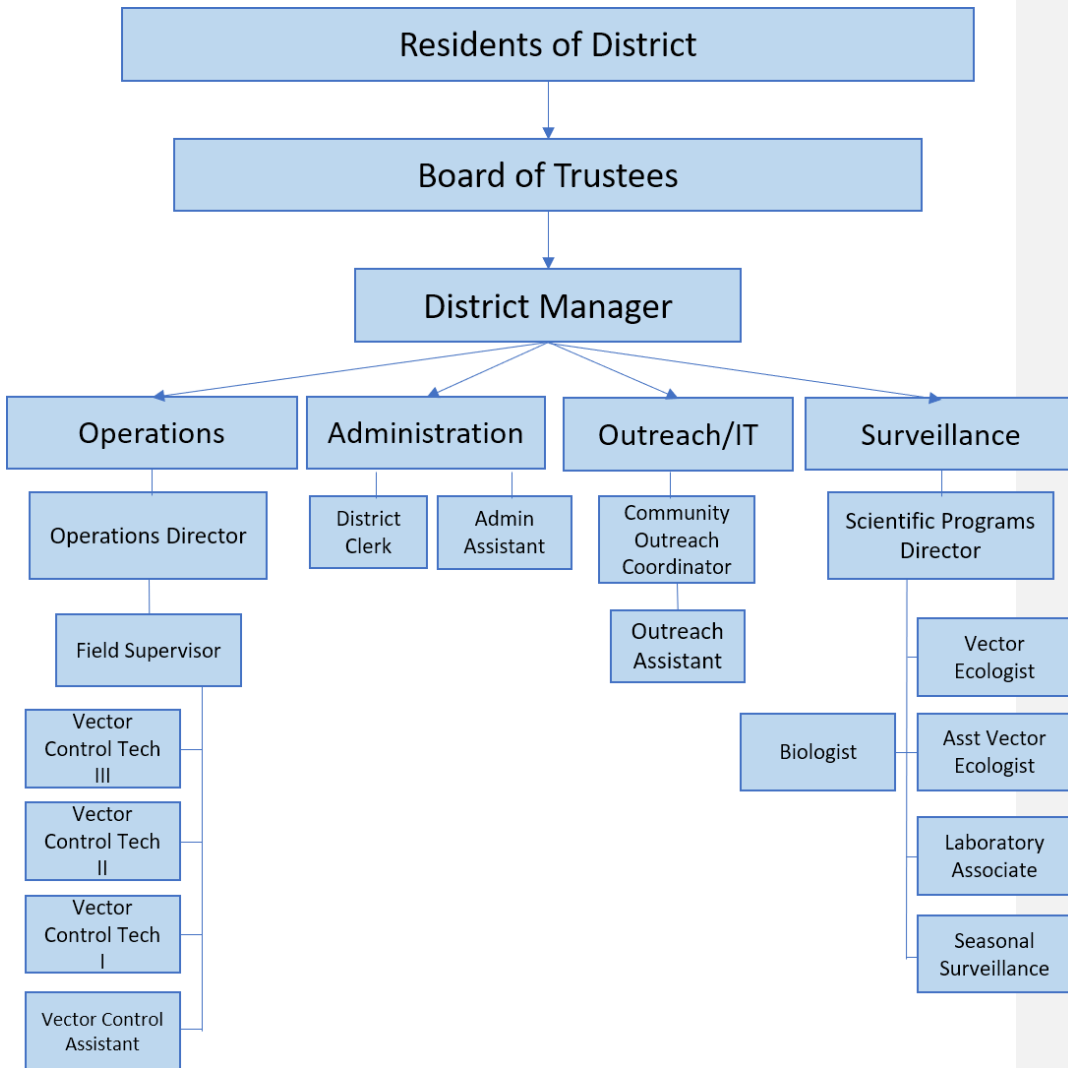 Residents of District
Board of Trustees
District Manager
Operations
Administration
Outreach/IT
Surveillance
Operations Director
District
Clerk
Admin
Assistant
Community
Outreach
Coordinator
Scientific Programs
Director
Field Supervisor
Outreach
Assistant
Vector
Ecologist
Vector
Control Tech
III
Biologist
Asst Vector
Ecologist
Vector
Control Tech
II
Laboratory
Associate
Vector
Control Tech
I
Seasonal
Surveillance
Vector Control
Assistant